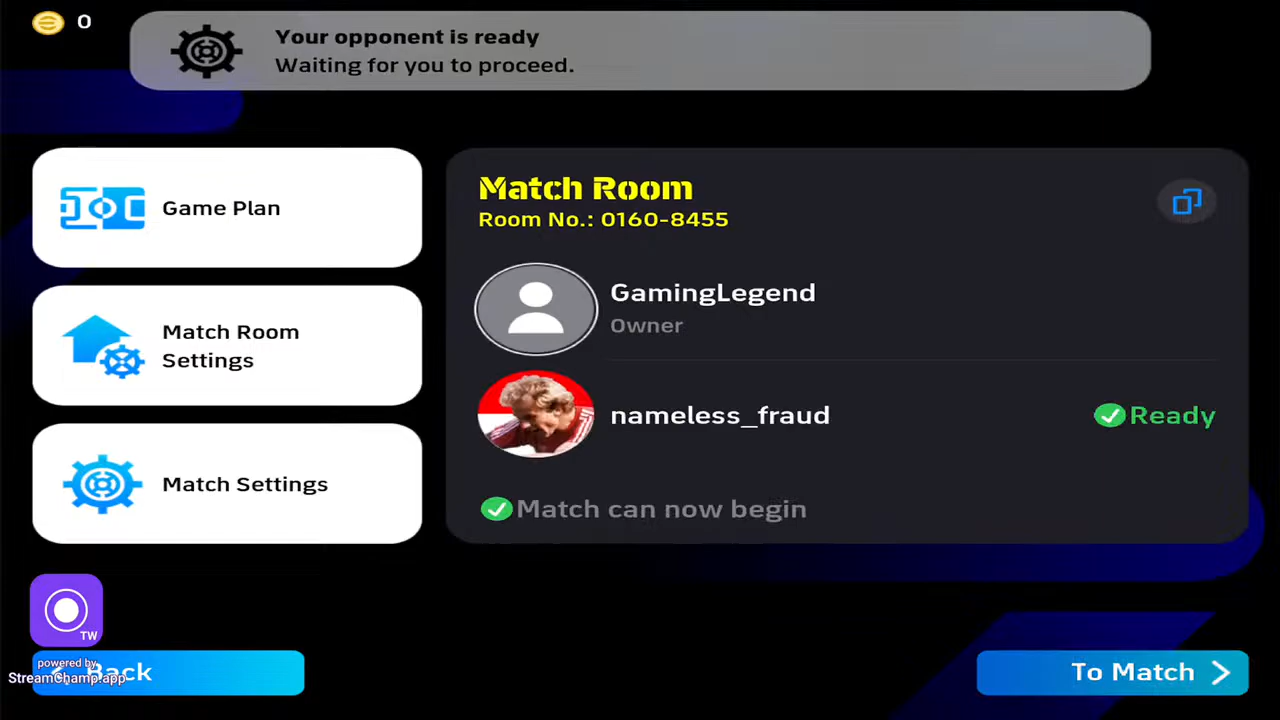 0
Your opponent is ready
Waiting for you to proceed.
Game Plan
Match Room
Settings
Match Settings
Match Room
Room No.: 0160-8455
GamingLegend
Owner
nameless_fraud
Ready
Match can now begin
TW
powered by
StreamChamp.app
Back
To Match